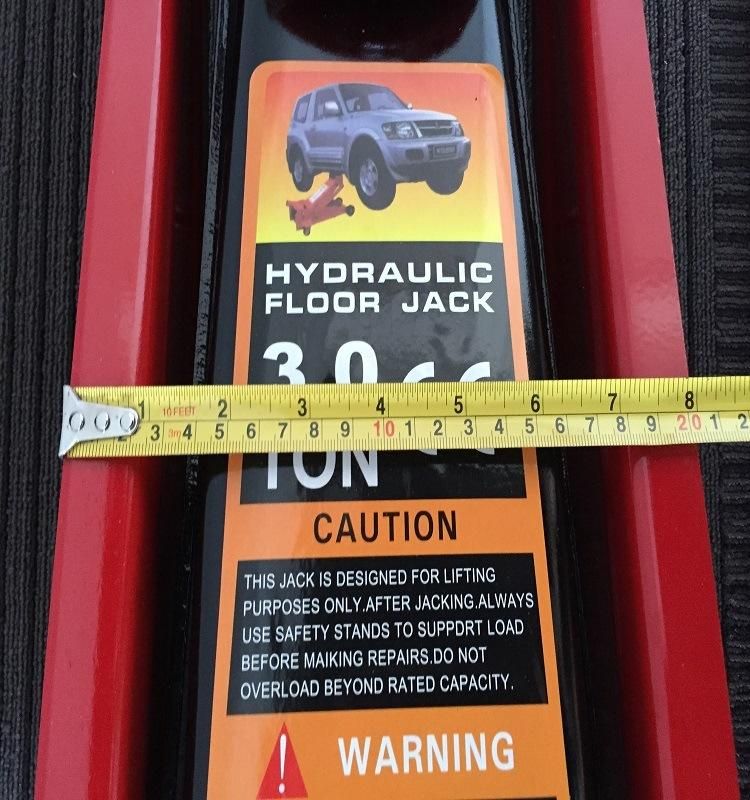 HYDRAULIC
FLOOR JACK
3.0
1 10FEET 2 3 4 5 6 7 8
2 3 3m 4 5 6 7 8 9 10 1 2 3 4 5 6 7 8 9 20 1 2
TON
CAUTION
THIS JACK IS DESIGNED FOR LIFTING
PURPOSES ONLY.AFTER JACKING.ALWAYS
USE SAFETY STANDS TO SUPPDRT LOAD
BEFORE MAIKING REPAIRS.DO NOT
OVERLOAD BEYOND RATED CAPACITY.
! WARNING